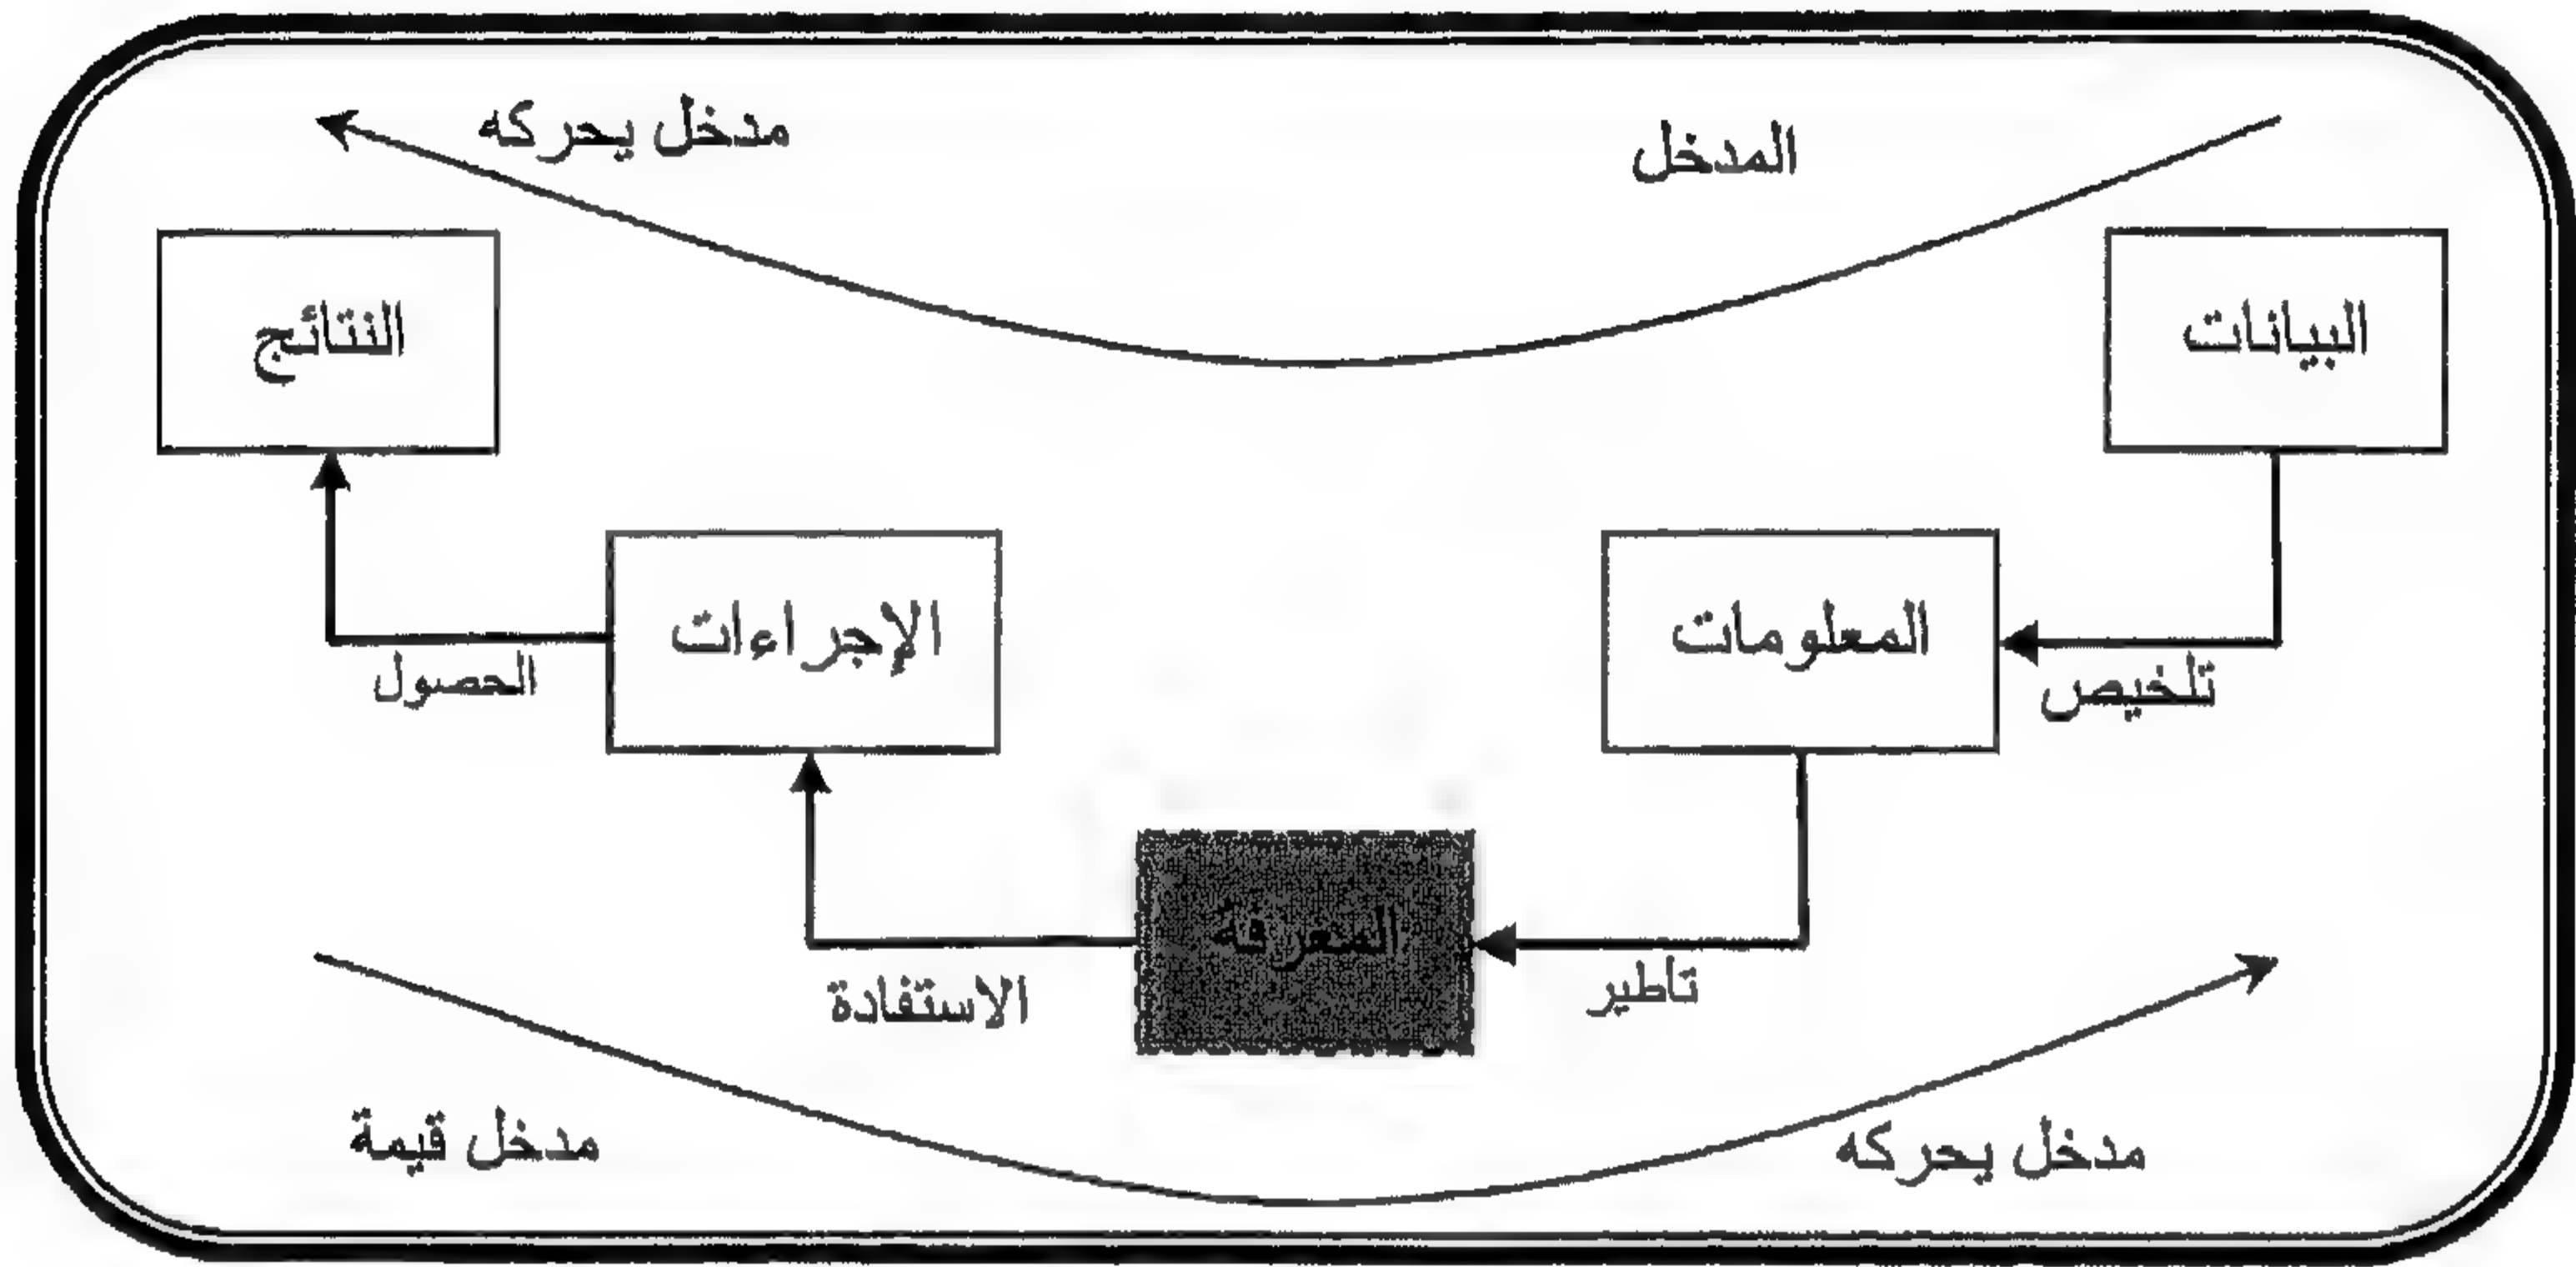 المدخل
مدخل يحركه
البيانات
النتائج
المعلومات
الإجراءات
تلخيص
الحصول
المعرفة
تاطير
الاستفادة
مدخل قيمة
مدخل يحركه